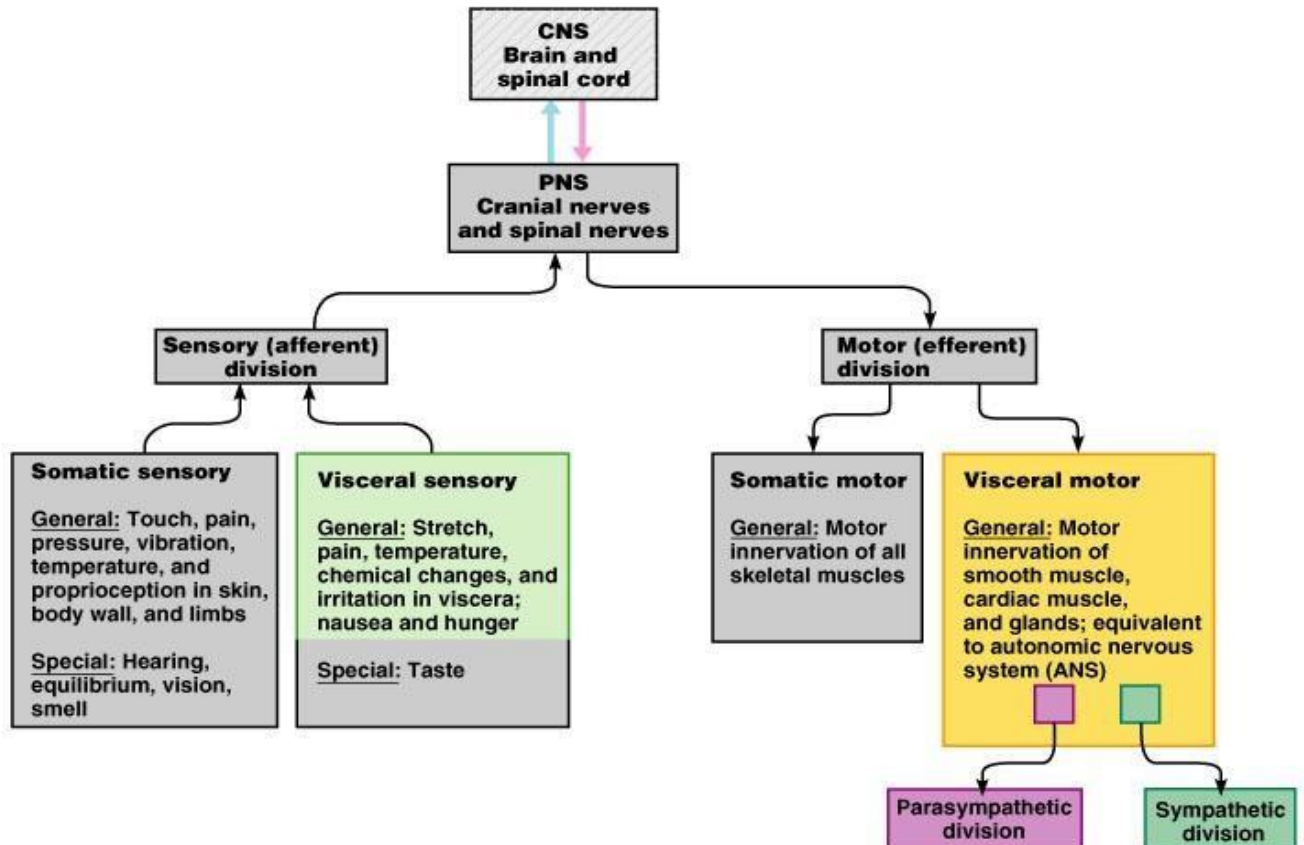 CNS
Brain and
spinal cord
PNS
Cranial nerves
and spinal nerves
Sensory (afferent)
division
Motor (efferent)
division
Somatic sensory
General: Touch, pain,
pressure, vibration,
temperature, and
proprioception in skin,
body wall, and limbs
Special: Hearing,
equilibrium, vision,
smell
Visceral sensory
General: Stretch,
pain, temperature,
chemical changes, and
irritation in viscera;
nausea and hunger
Special: Taste
Somatic motor
General: Motor
innervation of all
skeletal muscles
Visceral motor
General: Motor
innervation of
smooth muscle,
cardiac muscle,
and glands; equivalent
to autonomic nervous
system (ANS)
Parasympathetic
division
Sympathetic
division